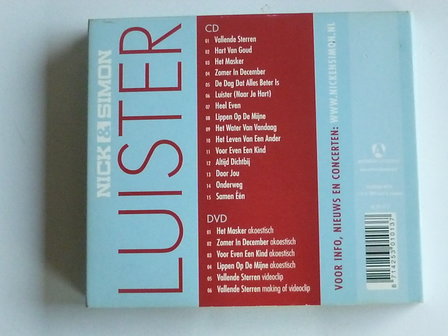 NICK & SIMON
LUISTER
CD
01 Vallende Sterren
02 Hart Van Goud
03 Het Masker
04 Zomer In December
05 De Dag Dat Alles Beter Is
06 Luister (Naar Je Hart)
07 Heel Even
08 Lippen Op De Mijne
09 Het Water Van Vandaag
10 Het Leven Van Een Ander
11 Voor Even Een Kind
12 Altijd Dichtbij
13 Door Jou
14 Onderweg
15 Samen Eén
DVD
01 Het Masker akoestisch
02 Zomer In December akoestisch
03 Voor Even Een Kind akoestisch
04 Lippen Op De Mijne akoestisch
05 Vallende Sterren videoclip
06 Vallende Sterren making of videoclip
VOOR INFO, NIEUWS EN CONCERTEN: WWW.NICKENSIMON.NL
8 714253 010137